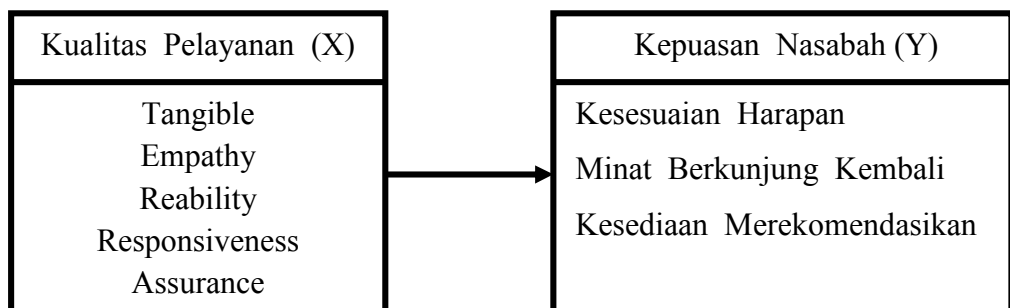 Kualitas Pelayanan (X)
Tangible
Empathy
Reability
Responsiveness
Assurance
Kepuasan Nasabah (Y)
Kesesuaian Harapan
Minat Berkunjung Kembali
Kesediaan Merekomendasikan